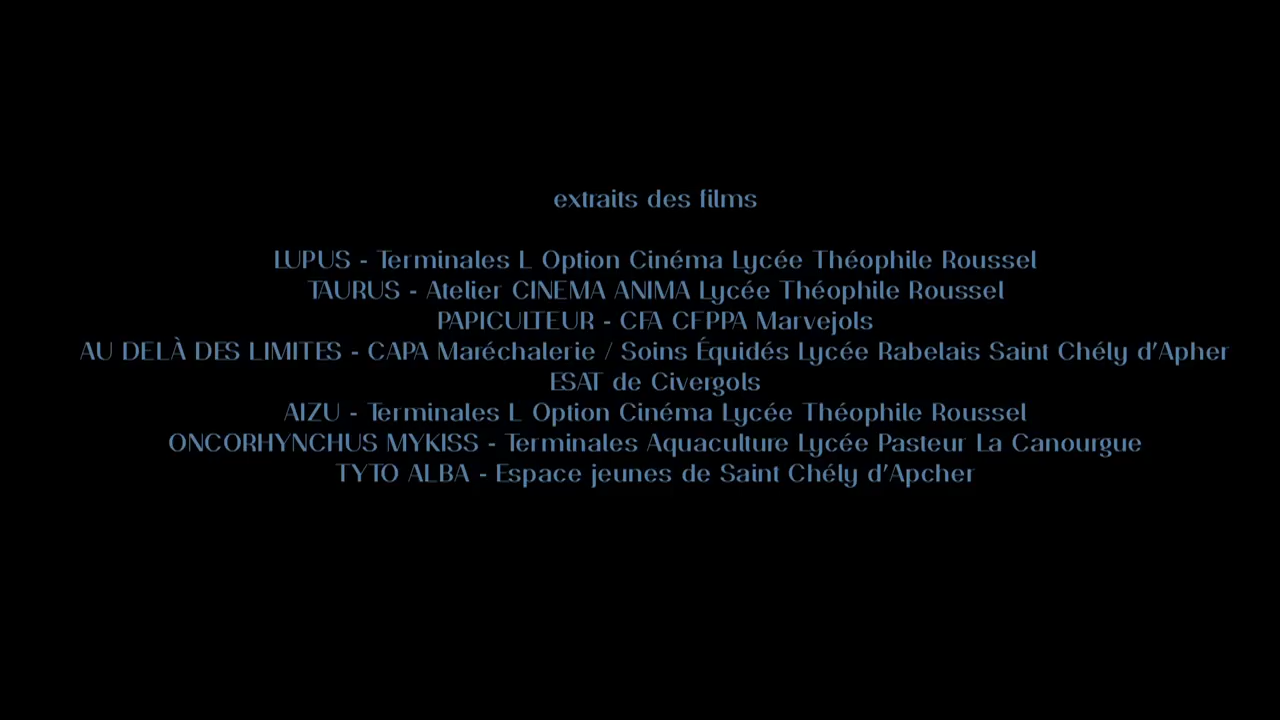 extraits des films
LUPUS - Terminales L Option Cinéma Lycée Théophile Roussel
TAURUS - Atelier CINEMA ANIMA Lycée Théophile Roussel
PAPICULTEUR - CFA CFPPA Marvejols
AU DELÀ DES LIMITES - CAPA Maréchalerie / Soins Équidés Lycée Rabelais Saint Chély d'Apher
ESAT de Civergols
AIZU - Terminales L Option Cinéma Lycée Théophile Roussel
ONCORHYNCHUS MYKISS - Terminales Aquaculture Lycée Pasteur La Canourgue
TYTO ALBA - Espace jeunes de Saint Chély d'Apcher